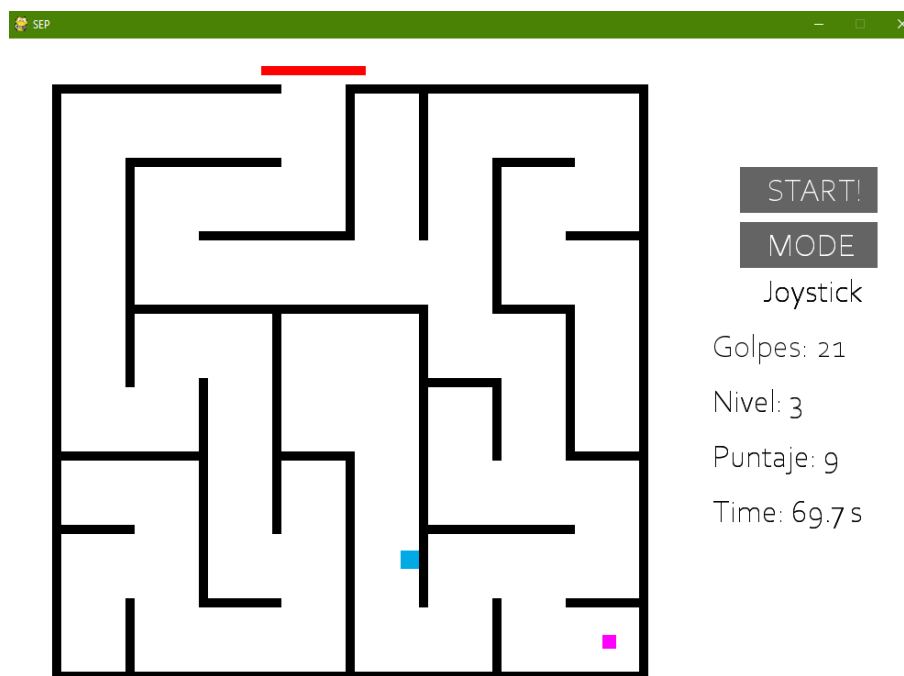 SEP
START!
MODE
Joystick
Golpes: 21
Nivel: 3
Puntaje: 9
Time: 69.7 s